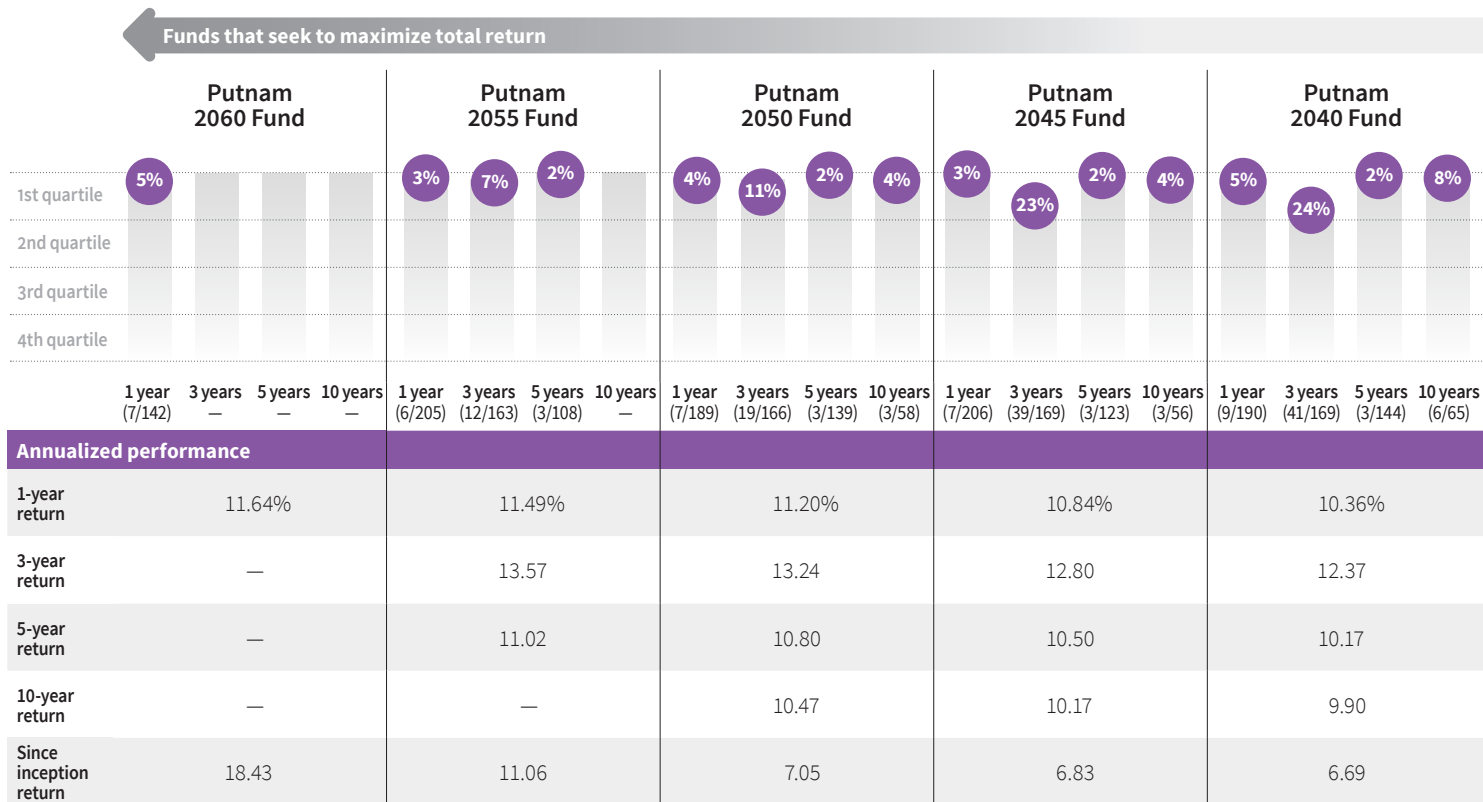 Funds that seek to maximize total return
Putnam
2060 Fund
Putnam
2055 Fund
Putnam
2050 Fund
Putnam
2045 Fund
Putnam
2040 Fund
1st quartile
2nd quartile
3rd quartile
4th quartile
5%
3% 7% 2%
4% 11% 2% 4%
3% 23% 2% 4%
5% 24% 2% 8%
1 year 3 years 5 years 10 years
(7/142) — — —
1 year 3 years 5 years 10 years
(6/205) (12/163) (3/108) —
1 year 3 years 5 years 10 years
(7/189) (19/166) (3/139) (3/58)
1 year 3 years 5 years 10 years
(7/206) (39/169) (3/123) (3/56)
1 year 3 years 5 years 10 years
(9/190) (41/169) (3/144) (6/65)
Annualized performance
1-year
return
11.64% 11.49% 11.20% 10.84% 10.36%
3-year
return
— 13.57 13.24 12.80 12.37
5-year
return
— 11.02 10.80 10.50 10.17
10-year
return
— — 10.47 10.17 9.90
Since
inception
return
18.43 11.06 7.05 6.83 6.69